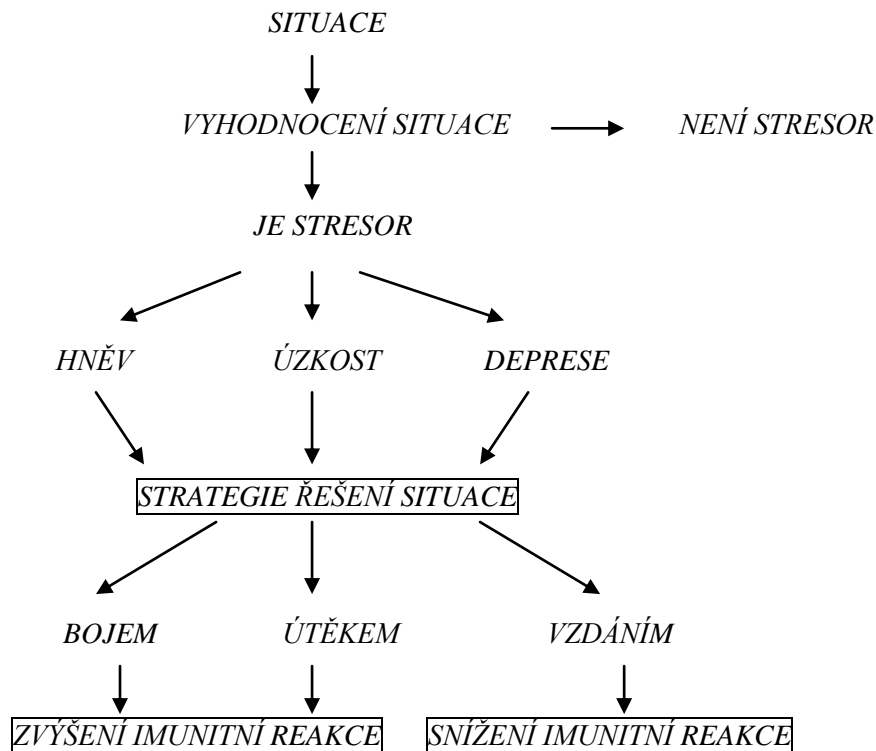 SITUACE
VYHODNOCENÍ SITUACE NENÍ STRESOR
JE STRESOR
HNĚV ÚZKOST DEPRESE
STRATEGIE ŘEŠENÍ SITUACE
BOJEM ÚTĚKEM VZDÁNÍM
ZVÝŠENÍ IMUNITNÍ REAKCE SNÍŽENÍ IMUNITNÍ REAKCE